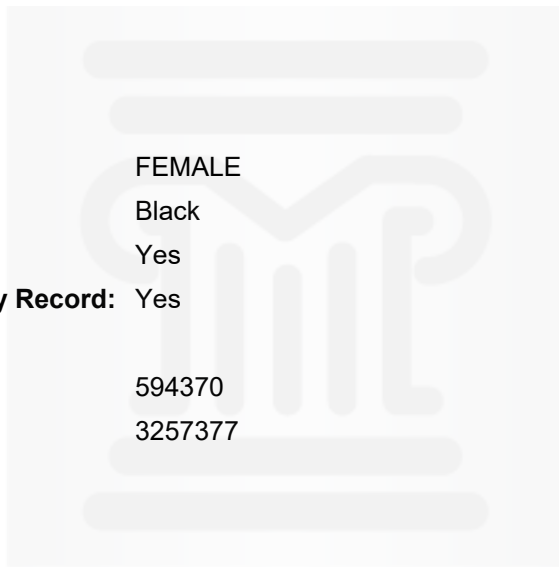 FEMALE
Black
Yes
y Record: Yes
594370
3257377